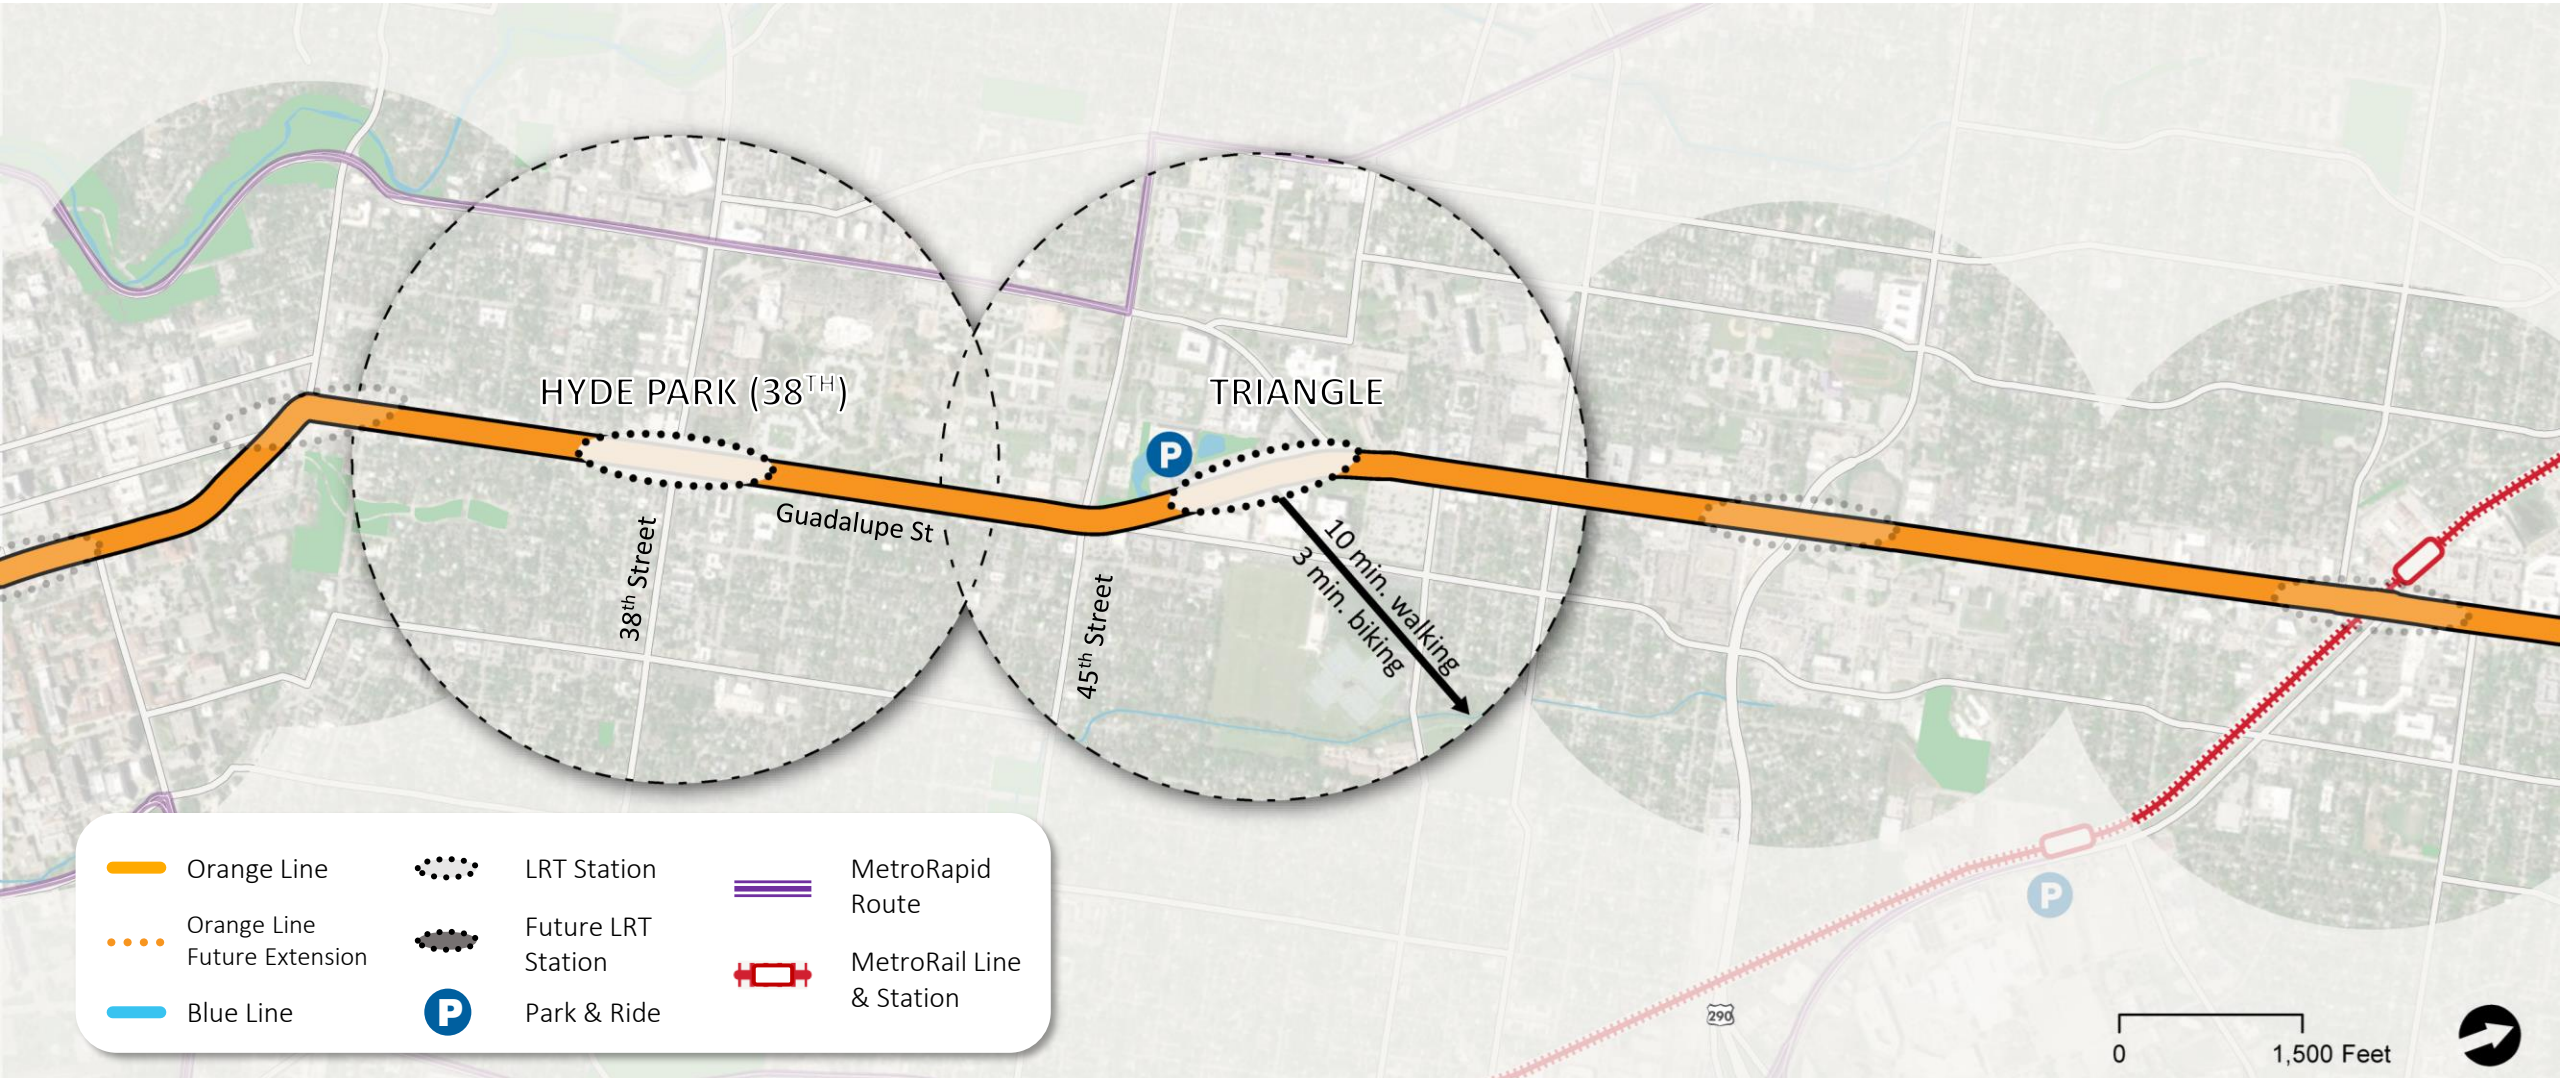 HYDE PARK (38TH)
TRIANGLE
P
Guadalupe St
38th Street
45th Street
10 min. walking
3 min. biking
Orange Line
Orange Line
Future Extension
Blue Line
LRT Station
Future LRT
Station
P
Park & Ride
MetroRapid
Route
MetroRail Line
& Station
P
290
0
1,500 Feet